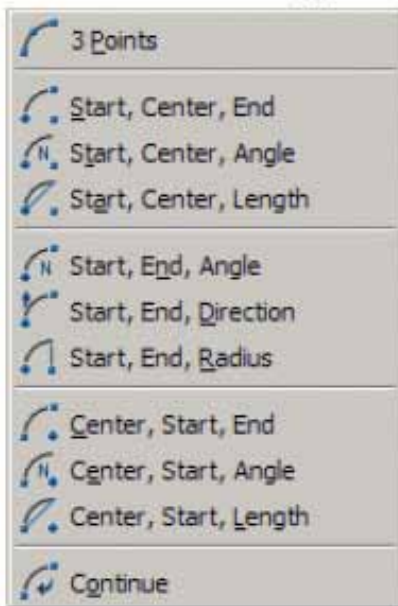 3 Points
Start, Center, End
Start, Center, Angle
Start, Center, Length
Start, End, Angle
Start, End, Direction
Start, End, Radius
Center, Start, End
Center, Start, Angle
Center, Start, Length
Continue